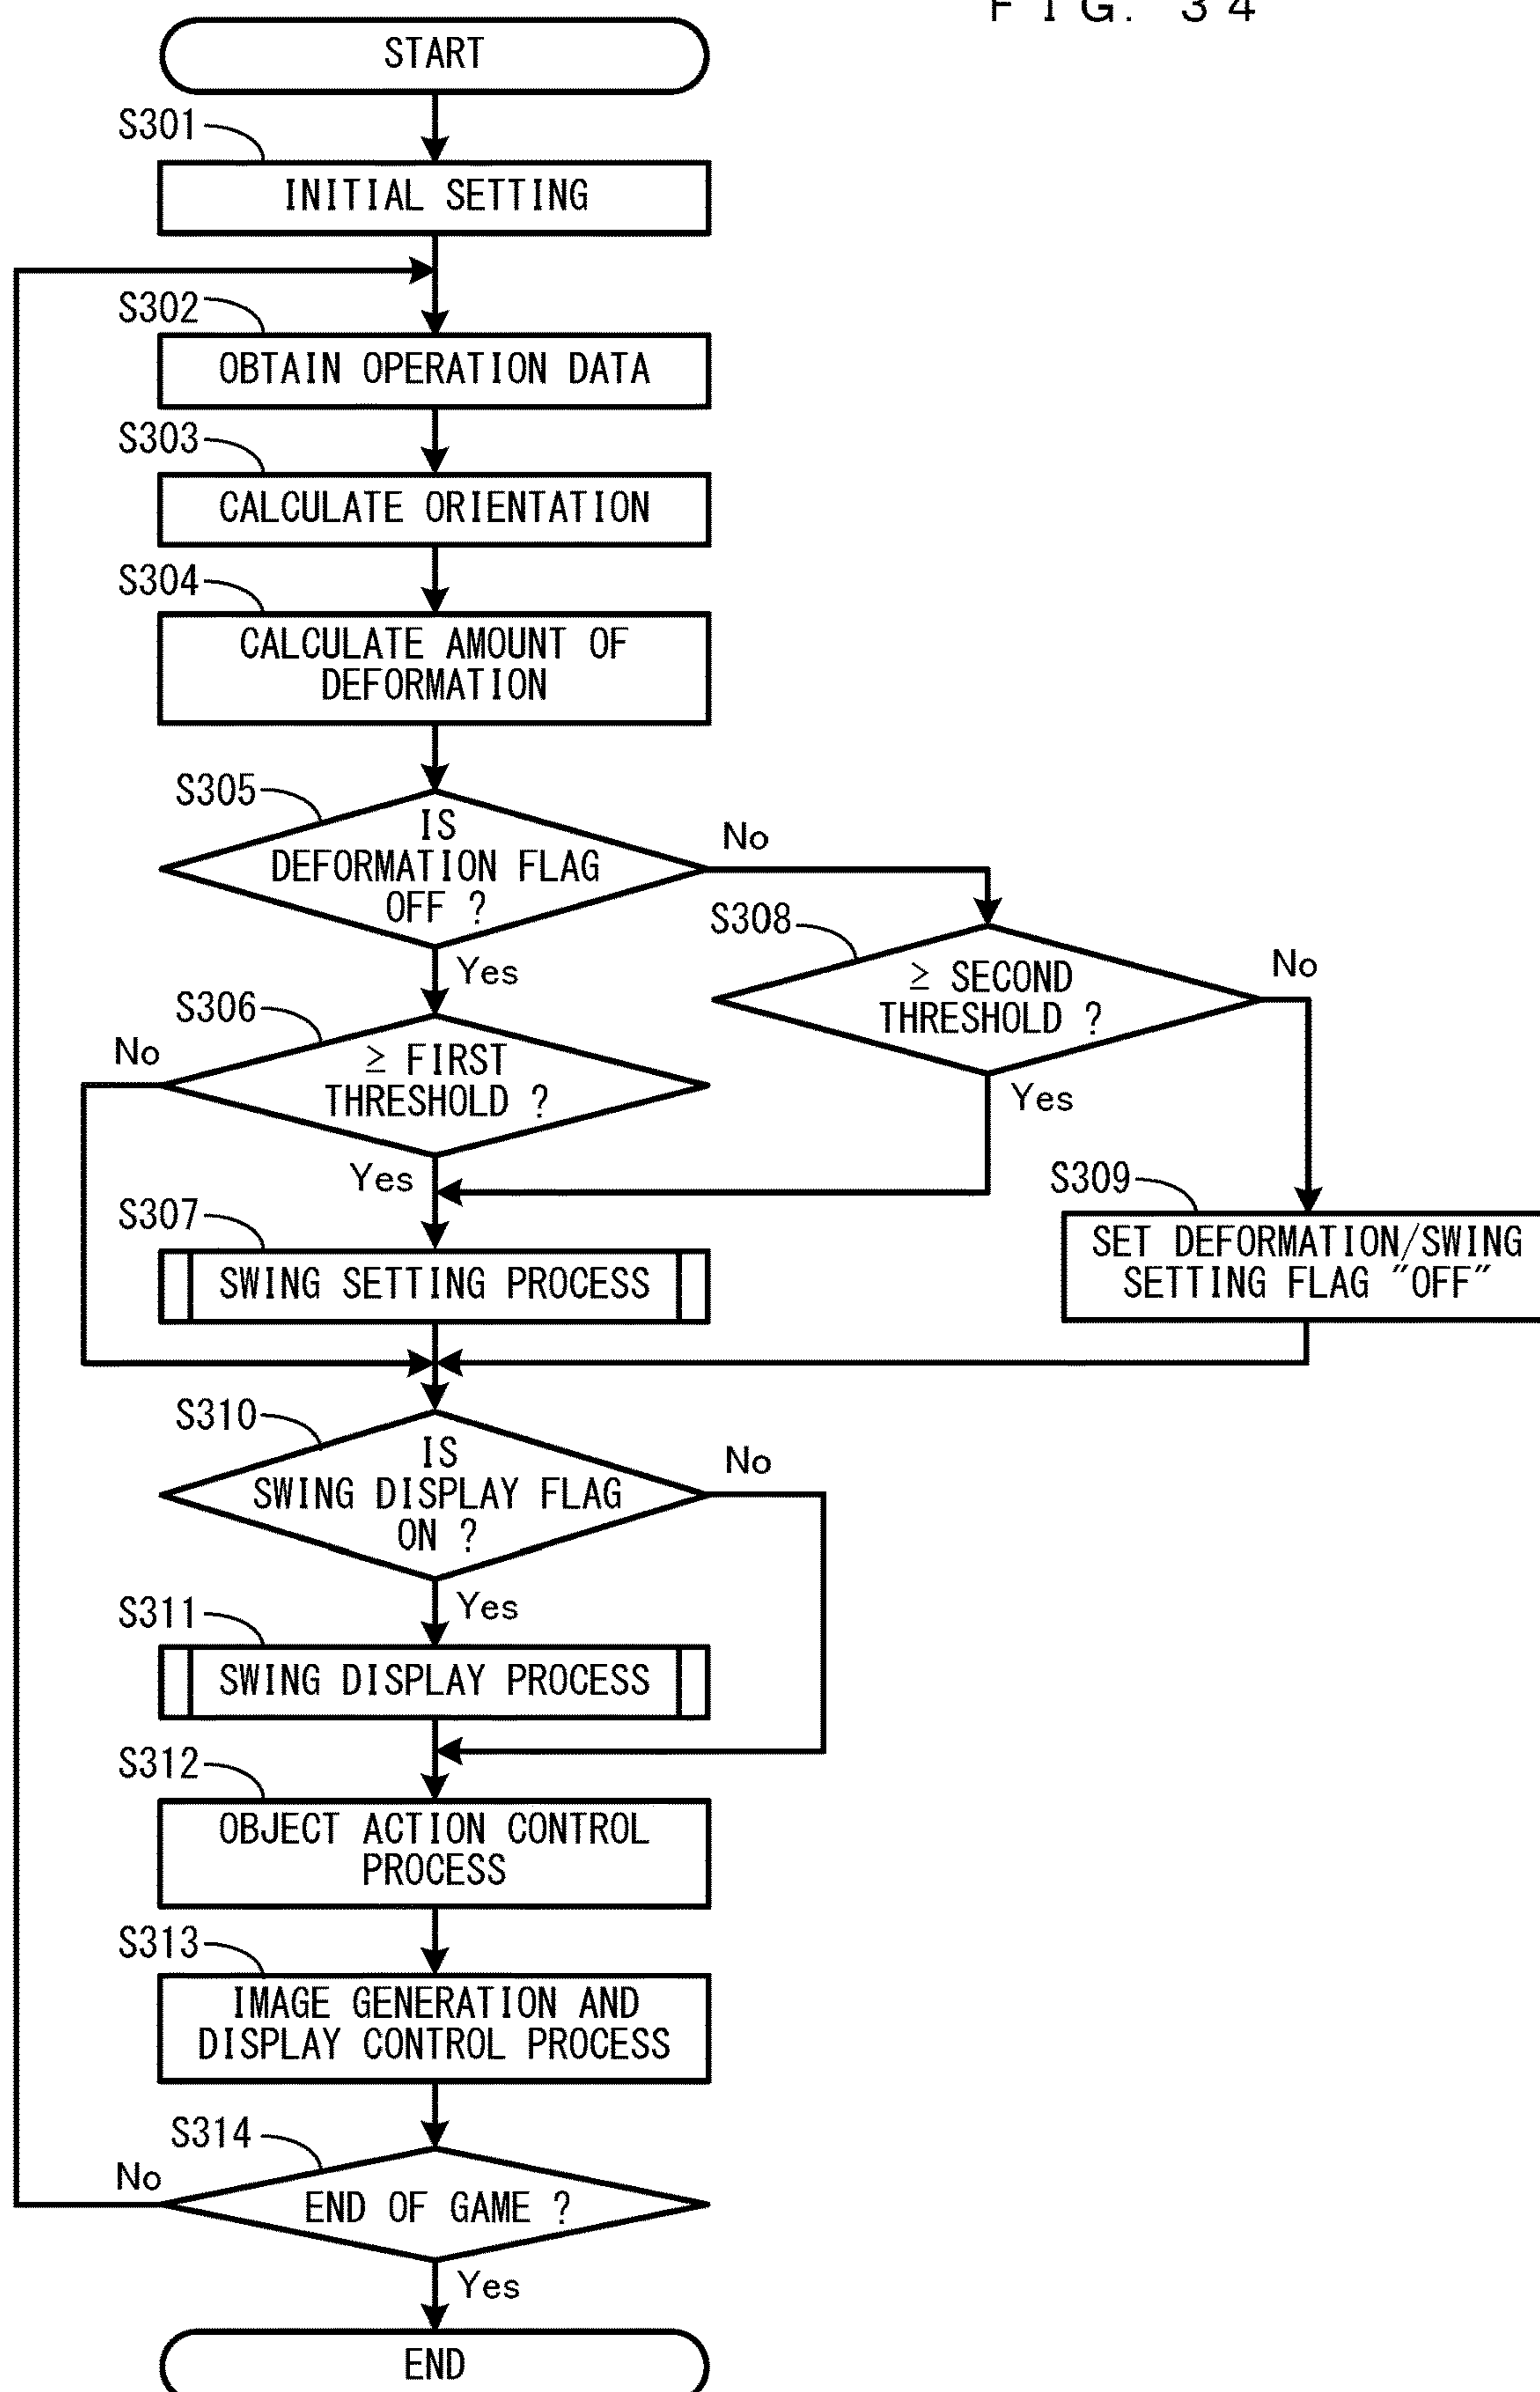 FIG. 34
START
S301
INITIAL SETTING
S302
OBTAIN OPERATION DATA
S303
CALCULATE ORIENTATION
S304
CALCULATE AMOUNT OF
DEFORMATION
S305
IS
DEFORMATION FLAG
OFF ?
No
Yes
S308
≥ SECOND
THRESHOLD ?
No
Yes
S306
≥ FIRST
THRESHOLD ?
No
Yes
S309
SET DEFORMATION/SWING
SETTING FLAG "OFF"
S307
SWING SETTING PROCESS
S310
IS
SWING DISPLAY FLAG
ON ?
No
Yes
S311
SWING DISPLAY PROCESS
S312
OBJECT ACTION CONTROL
PROCESS
S313
IMAGE GENERATION AND
DISPLAY CONTROL PROCESS
S314
END OF GAME ?
No
Yes
END